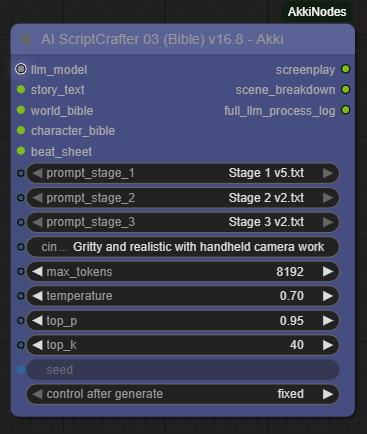 AkkiNodes
AI ScriptCrafter 03 (Bible) v16.8 - Akki
llm_model screenplay
story_text scene_breakdown
world_bible full_llm_process_log
character_bible
beat_sheet
prompt_stage_1 Stage 1 v5.txt
prompt_stage_2 Stage 2 v2.txt
prompt_stage_3 Stage 3 v2.txt
cin ... Gritty and realistic with handheld camera work
max_tokens 8192
temperature 0.70
top_p 0.95
top_k 40
seed
control after generate fixed